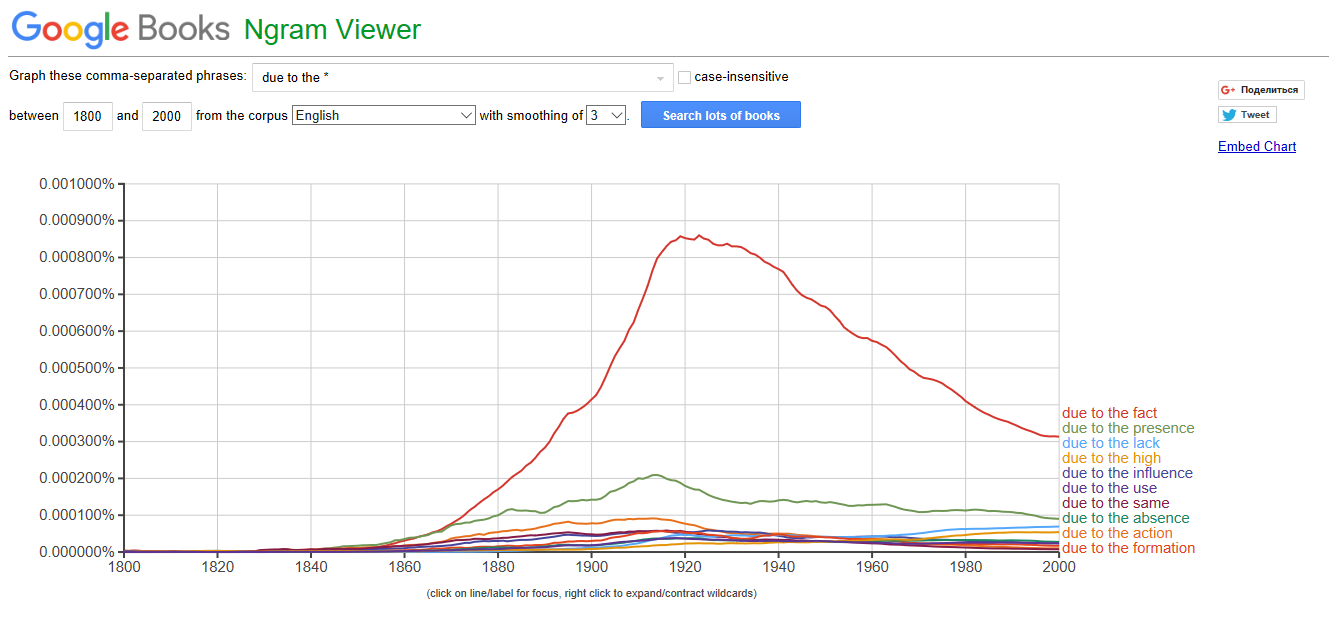 Google Books Ngram Viewer
Graph these comma-separated phrases: due to the * case-insensitive
between 1800 and 2000 from the corpus English with smoothing of 3 . Search lots of books
G+ Поделиться
Tweet
Embed Chart
0.001000%
0.000900%
0.000800%
0.000700%
0.000600%
0.000500%
0.000400%
0.000300%
0.000200%
0.000100%
0.000000%
due to the fact
due to the presence
due to the lack
due to the high
due to the influence
due to the use
due to the same
due to the absence
due to the action
due to the formation
1800 1820 1840 1860 1880 1900 1920 1940 1960 1980 2000
(click on line/label for focus, right click to expand/contract wildcards)